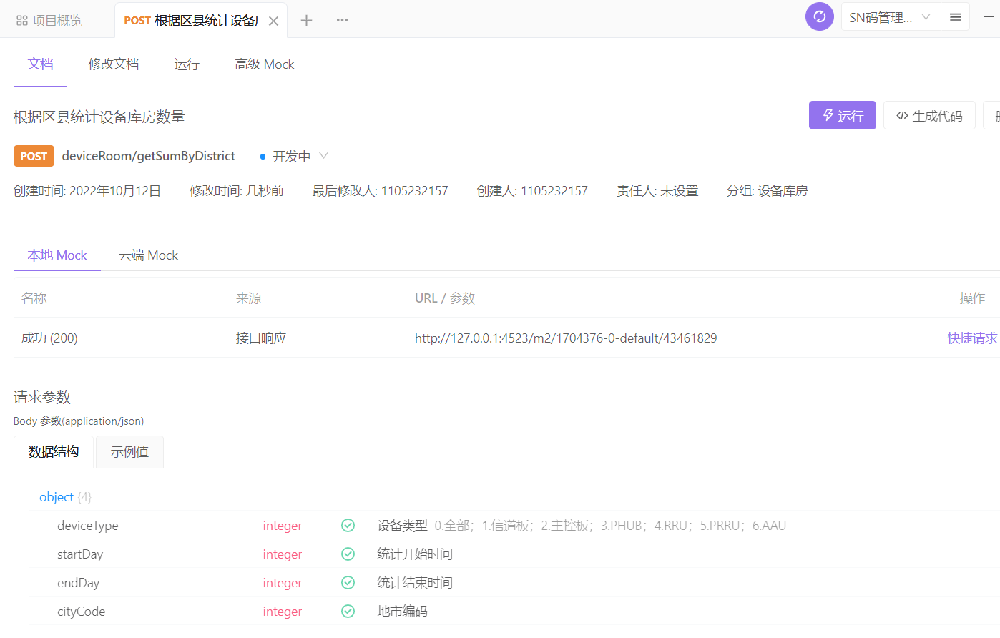 项目概览
POST 根据区县统计设备
SN码管理...
文档
修改文档
运行
高级 Mock
根据区县统计设备库房数量
运行
生成代码
POST deviceRoom/getSumByDistrict 开发中
创建时间: 2022年10月12日 修改时间: 几秒前 最后修改人: 1105232157 创建人: 1105232157 责任人: 未设置 分组: 设备库房
本地 Mock
云端 Mock
名称 来源 URL / 参数 操作
成功 (200) 接口响应 http://127.0.0.1:4523/m2/1704376-0-default/43461829 快捷请求
请求参数
Body 参数(application/json)
数据结构
示例值
object {4}
deviceType integer 设备类型 0.全部；1.信道板；2.主控板；3.PHUB；4.RRU；5.PRRU；6.AAU
startDay integer 统计开始时间
endDay integer 统计结束时间
cityCode integer 地市编码